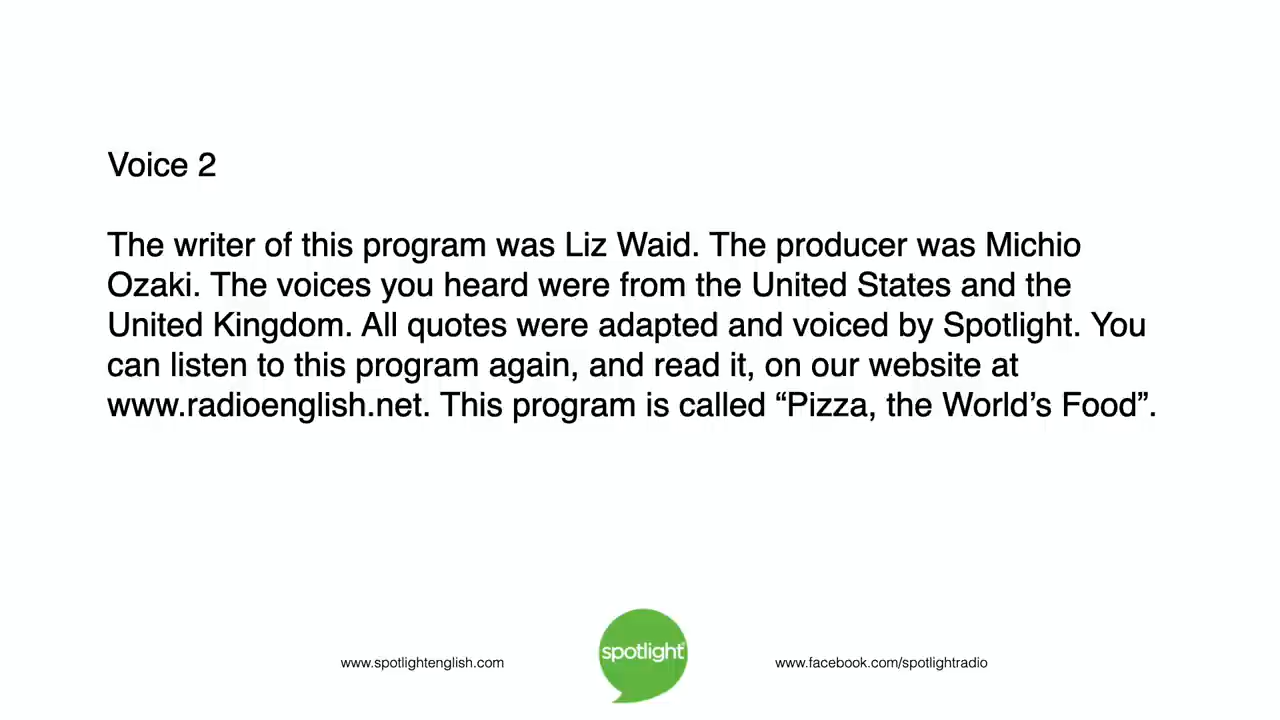 Voice 2
The writer of this program was Liz Waid. The producer was Michio
Ozaki. The voices you heard were from the United States and the
United Kingdom. All quotes were adapted and voiced by Spotlight. You
can listen to this program again, and read it, on our website at
www.radioenglish.net. This program is called “Pizza, the World’s Food”.
www.spotlightenglish.com
spotlight
www.facebook.com/spotlightradio